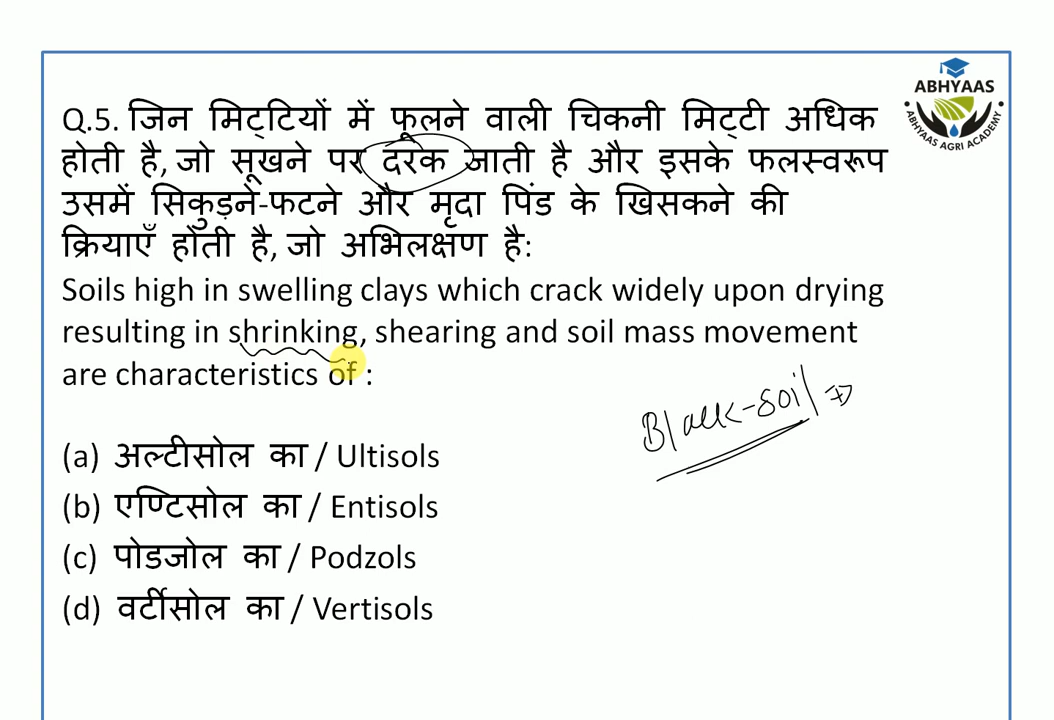 ABHYAAS
ABHYAAS AGRI ACADEMY
Q.5. जिन मिट्टियों में फूलने वाली चिकनी मिट्टी अधिक
होती है, जो सूखने पर दरक जाती है और इसके फलस्वरूप
उसमें सिकुड़ने-फटने और मृदा पिंड के खिसकने की
क्रियाएँ होती है, जो अभिलक्षण है:
Soils high in swelling clays which crack widely upon drying
resulting in shrinking, shearing and soil mass movement
are characteristics of :
Black-soil ⇒
(a) अल्टीसोल का / Ultisols
(b) एण्टिसोल का / Entisols
(c) पोडजोल का / Podzols
(d) वर्टीसोल का / Vertisols